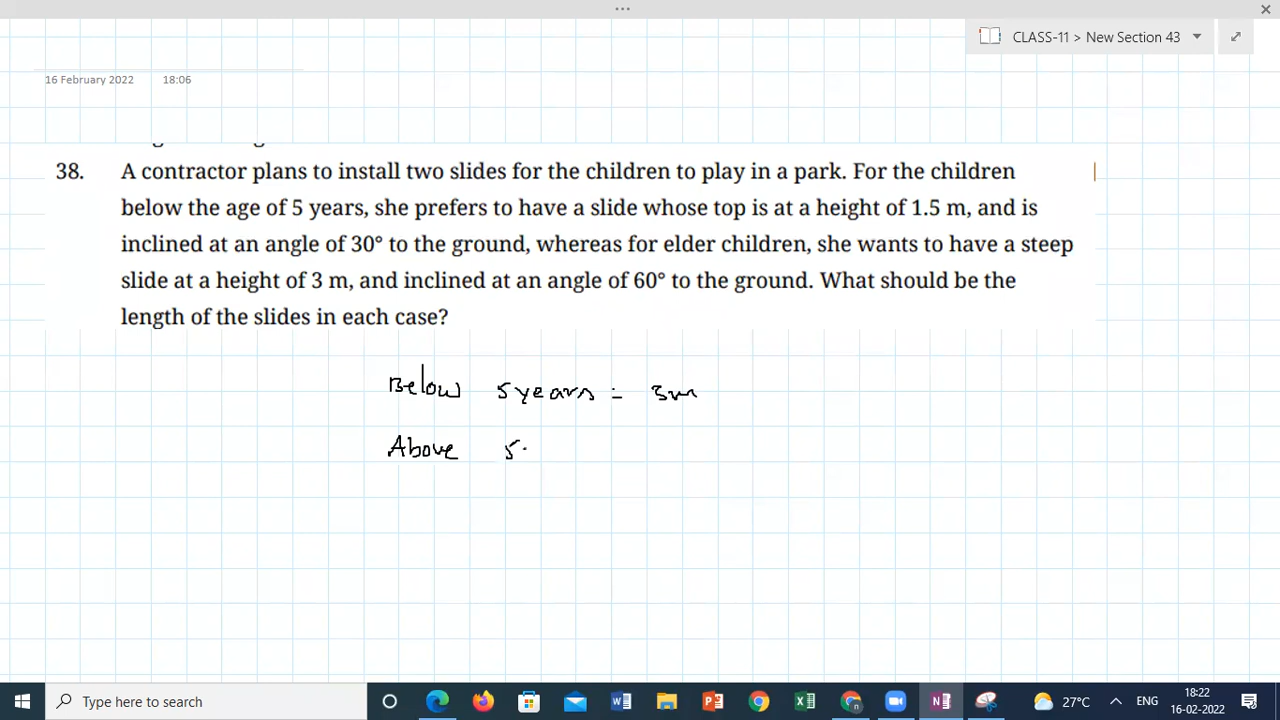 CLASS-11 > New Section 43
16 February 2022 18:06
38. A contractor plans to install two slides for the children to play in a park. For the children
below the age of 5 years, she prefers to have a slide whose top is at a height of 1.5 m, and is
inclined at an angle of 30° to the ground, whereas for elder children, she wants to have a steep
slide at a height of 3 m, and inclined at an angle of 60° to the ground. What should be the
length of the slides in each case?
Below 5 years = 3m
Above 5
Type here to search
27°C ENG 18:22
16-02-2022